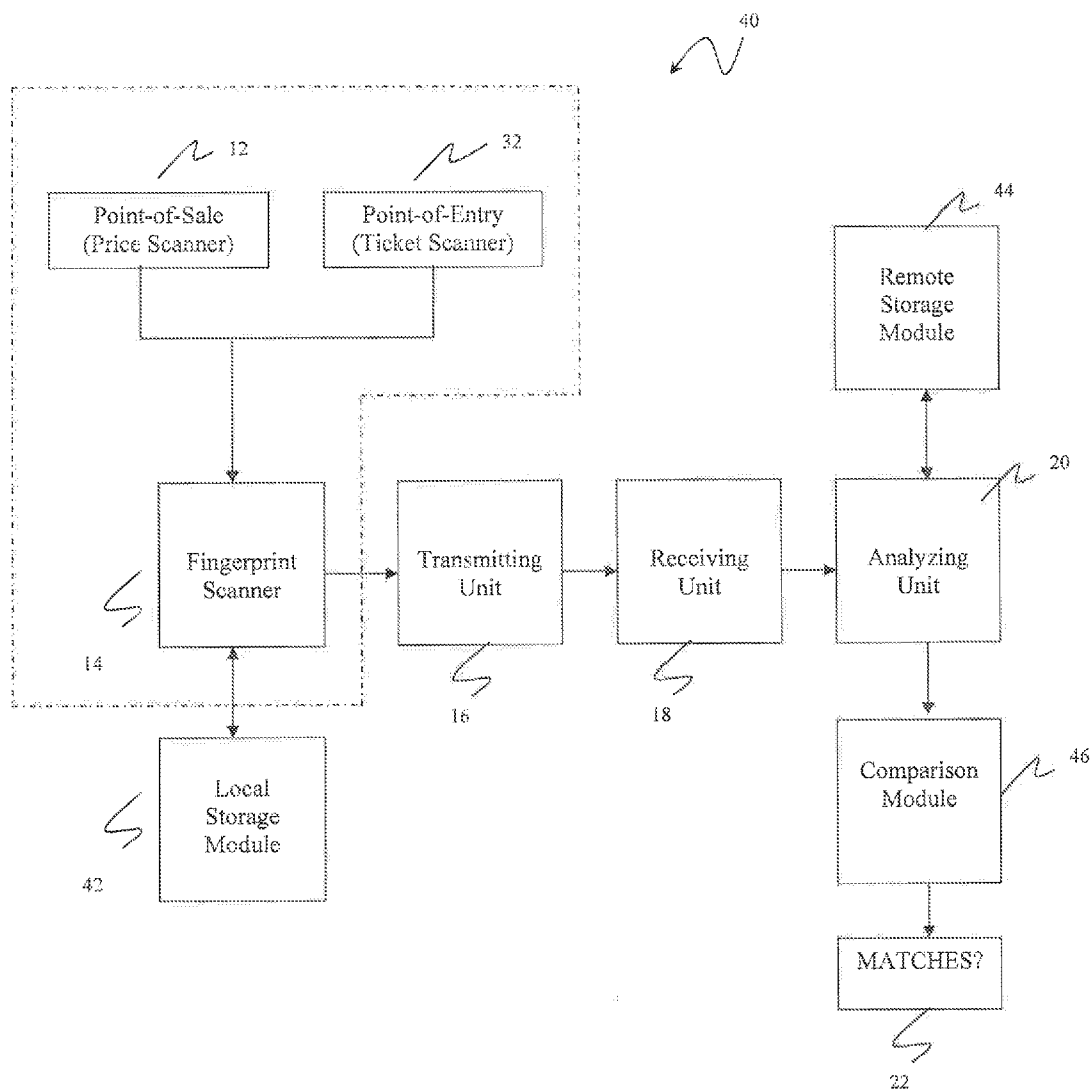 40
12
32
Point-of-Sale
(Price Scanner)
Point-of-Entry
(Ticket Scanner)
44
Remote
Storage
Module
20
Fingerprint
Scanner
Transmitting
Unit
Receiving
Unit
Analyzing
Unit
14
16
18
Local
Storage
Module
42
Comparison
Module
46
MATCHES?
22